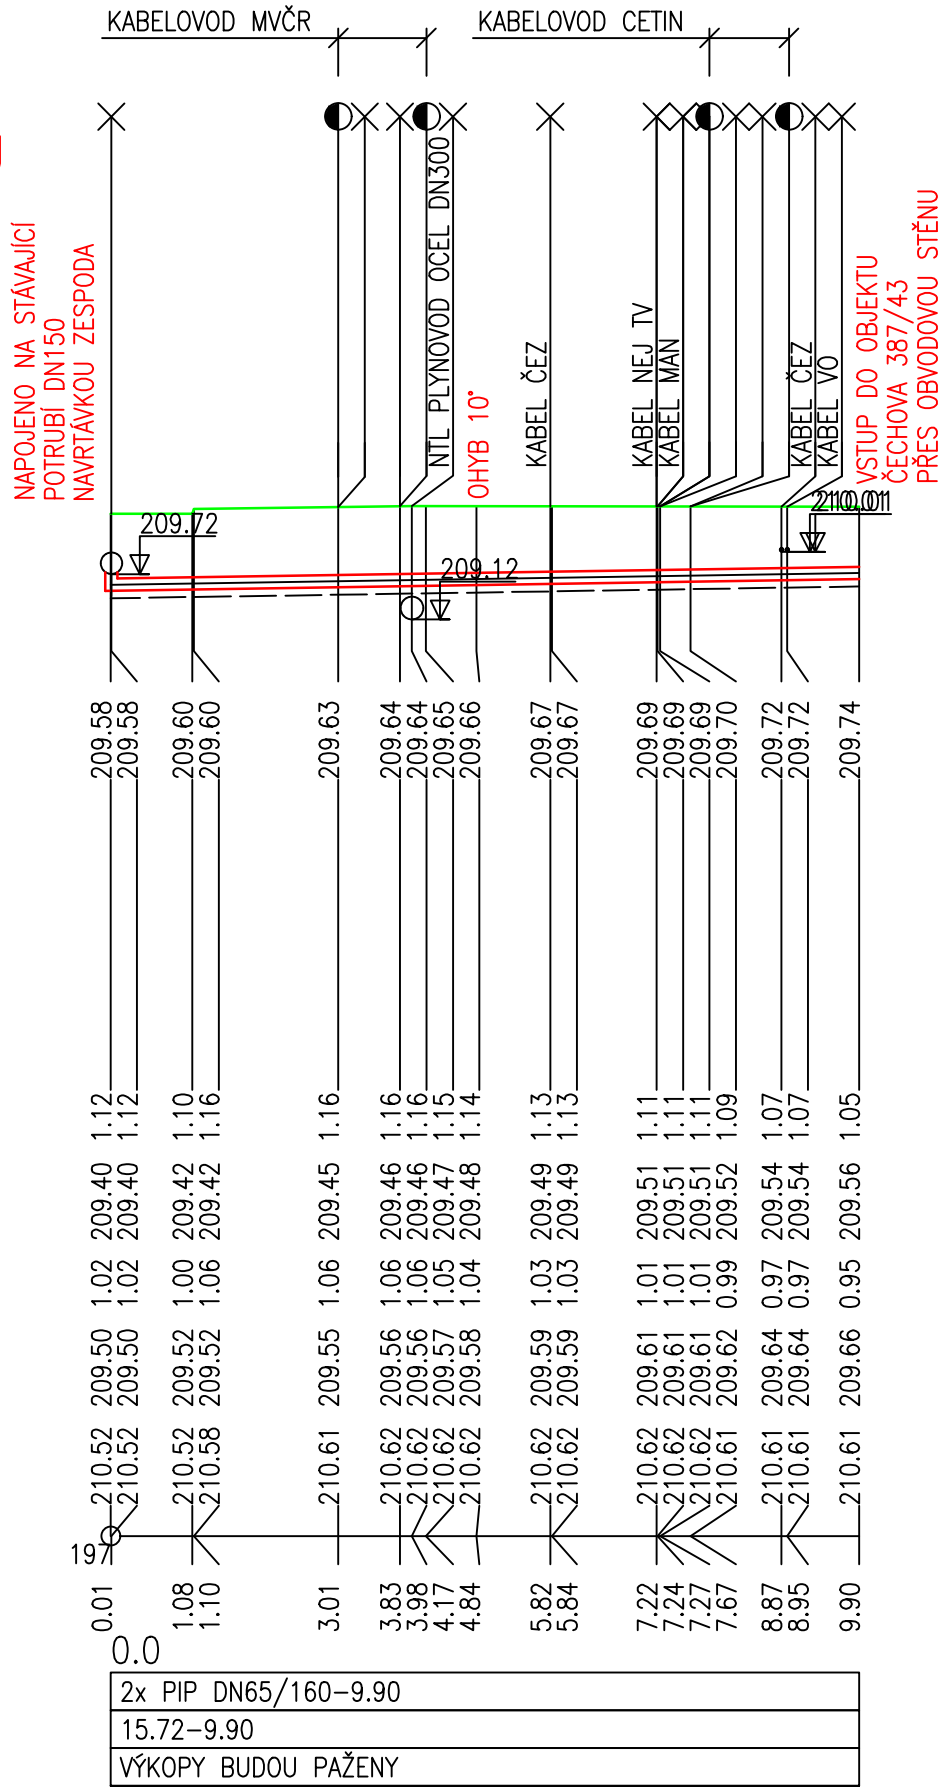 KABELOVOD MVČR
KABELOVOD CETIN
NAPOJENO NA STÁVAJÍCÍ
POTRUBÍ DN150
NAVRTÁVKOU ZESPODA
NTL PLYNOVOD OCEL DN300
OHYB 10°
KABEL ČEZ
KABEL NEJ TV
KABEL MAN
KABEL ČEZ
KABEL VO
VSTUP DO OBJEKTU
ČECHOVA 387/43
PŘES OBVODOVOU STĚNU
209.72
209.12
210.01
209.58 209.58 209.60 209.60 209.63 209.64 209.64 209.65 209.66 209.67 209.67 209.69 209.69 209.69 209.70 209.72 209.72 209.74
1.12 1.12 1.10 1.16 1.16 1.16 1.16 1.15 1.14 1.13 1.13 1.11 1.11 1.11 1.09 1.07 1.07 1.05
209.40 209.40 209.42 209.42 209.45 209.46 209.46 209.47 209.48 209.49 209.49 209.51 209.51 209.51 209.52 209.54 209.54 209.56
1.02 1.02 1.00 1.06 1.06 1.06 1.06 1.05 1.04 1.03 1.03 1.01 1.01 1.01 0.99 0.97 0.97 0.95
209.50 209.50 209.52 209.52 209.55 209.56 209.56 209.57 209.58 209.59 209.59 209.61 209.61 209.61 209.62 209.64 209.64 209.66
210.52 210.52 210.52 210.58 210.61 210.62 210.62 210.62 210.62 210.62 210.62 210.62 210.62 210.62 210.61 210.61 210.61 210.61
197
0.01 1.08 1.10 3.01 3.83 3.98 4.17 4.84 5.82 5.84 7.22 7.24 7.27 7.67 8.87 8.95 9.90
0.0
2x PIP DN65/160-9.90
15.72-9.90
VÝKOPY BUDOU PAŽENY